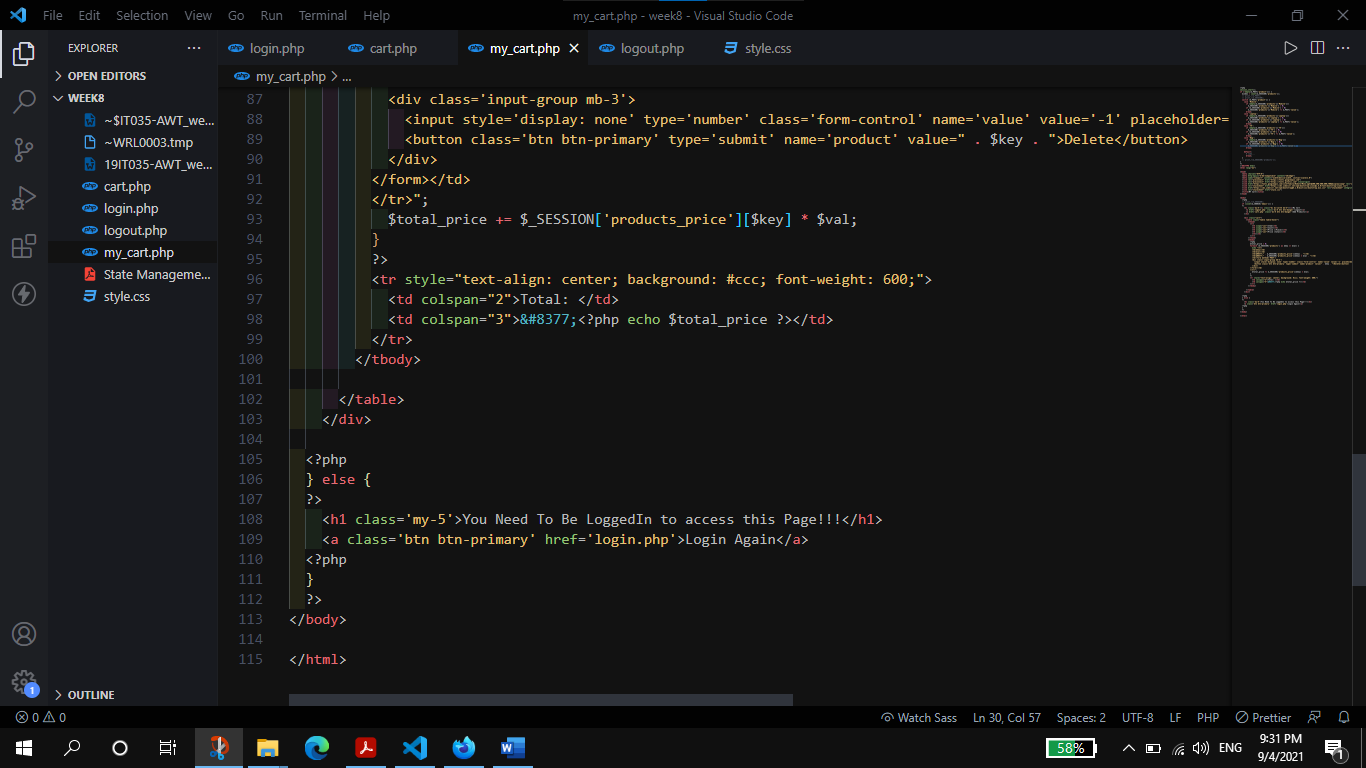 File Edit Selection View Go Run Terminal Help
my_cart.php - week8 - Visual Studio Code
EXPLORER
login.php cart.php my_cart.php logout.php style.css
my_cart.php > ...
OPEN EDITORS
WEEK8
~$IT035-AWT_we...
~WRL0003.tmp
19IT035-AWT_we...
cart.php
login.php
logout.php
my_cart.php
State Manageme...
style.css
OUTLINE
87 <div class='input-group mb-3'>
88 <input style='display: none' type='number' class='form-control' name='value' value='-1' placeholder=
89 <button class='btn btn-primary' type='submit' name='product' value=" . $key . ">Delete</button>
90 </div>
91 </form></td>
92 </tr>";
93 $total_price += $_SESSION['products_price'][$key] * $val;
94 }
95 ?>
96 <tr style="text-align: center; background: #ccc; font-weight: 600;">
97 <td colspan="2">Total: </td>
98 <td colspan="3">&#8377;<?php echo $total_price ?></td>
99 </tr>
100 </tbody>
101
102 </table>
103 </div>
104
105 <?php
106 } else {
107 ?>
108 <h1 class='my-5'>You Need To Be LoggedIn to access this Page!!!</h1>
109 <a class='btn btn-primary' href='login.php'>Login Again</a>
110 <?php
111 }
112 ?>
113 </body>
114
115 </html>
1
0 0
Watch Sass Ln 30, Col 57 Spaces: 2 UTF-8 LF PHP Prettier
58% ENG 9:31 PM
9/4/2021
1